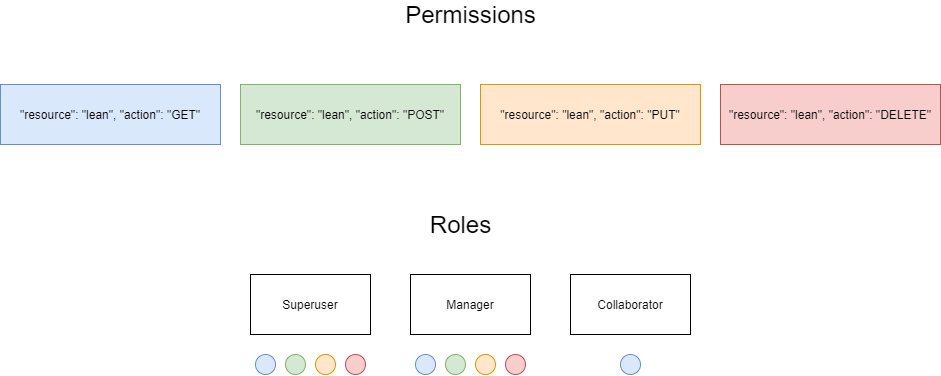 Permissions
"resource": "lean", "action": "GET"
"resource": "lean", "action": "POST"
"resource": "lean", "action": "PUT"
"resource": "lean", "action": "DELETE"
Roles
Superuser
Manager
Collaborator